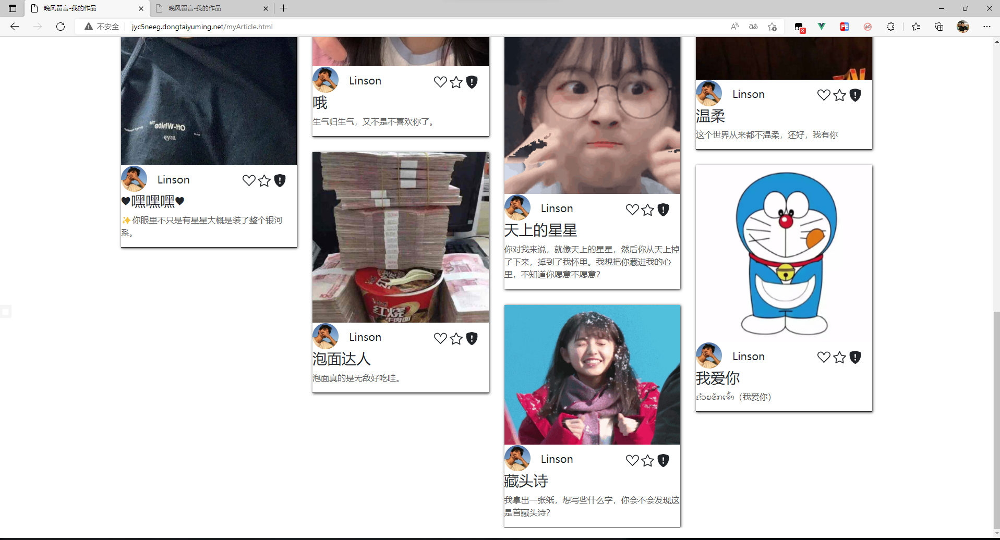 晚风留言-我的作品
晚风留言-我的作品
不安全
jyc5neeg.dongtaiyuming.net/myArticle.html
8
Off-White™
2019
Linson
♥嘿嘿嘿♥
✨你眼里不只是有星星大概是装了整个银河
系。
Linson
哦
生气归生气，又不是不喜欢你了。
100
红烧
牛肉面
Linson
泡面达人
泡面真的是无敌好吃哇。
Linson
天上的星星
你对我来说，就像天上的星星，然后你从天上掉
了下来，掉到了我怀里。我想把你藏进我的心
里，不知道你愿意不愿意?
Linson
藏头诗
我拿出一张纸，想写些什么字，你会不会发现这
是首藏头诗?
Linson
温柔
这个世界从来都不温柔，还好，我有你
Linson
我爱你
ຂ້ອຍຮັກເຈົ້າ（我爱你）